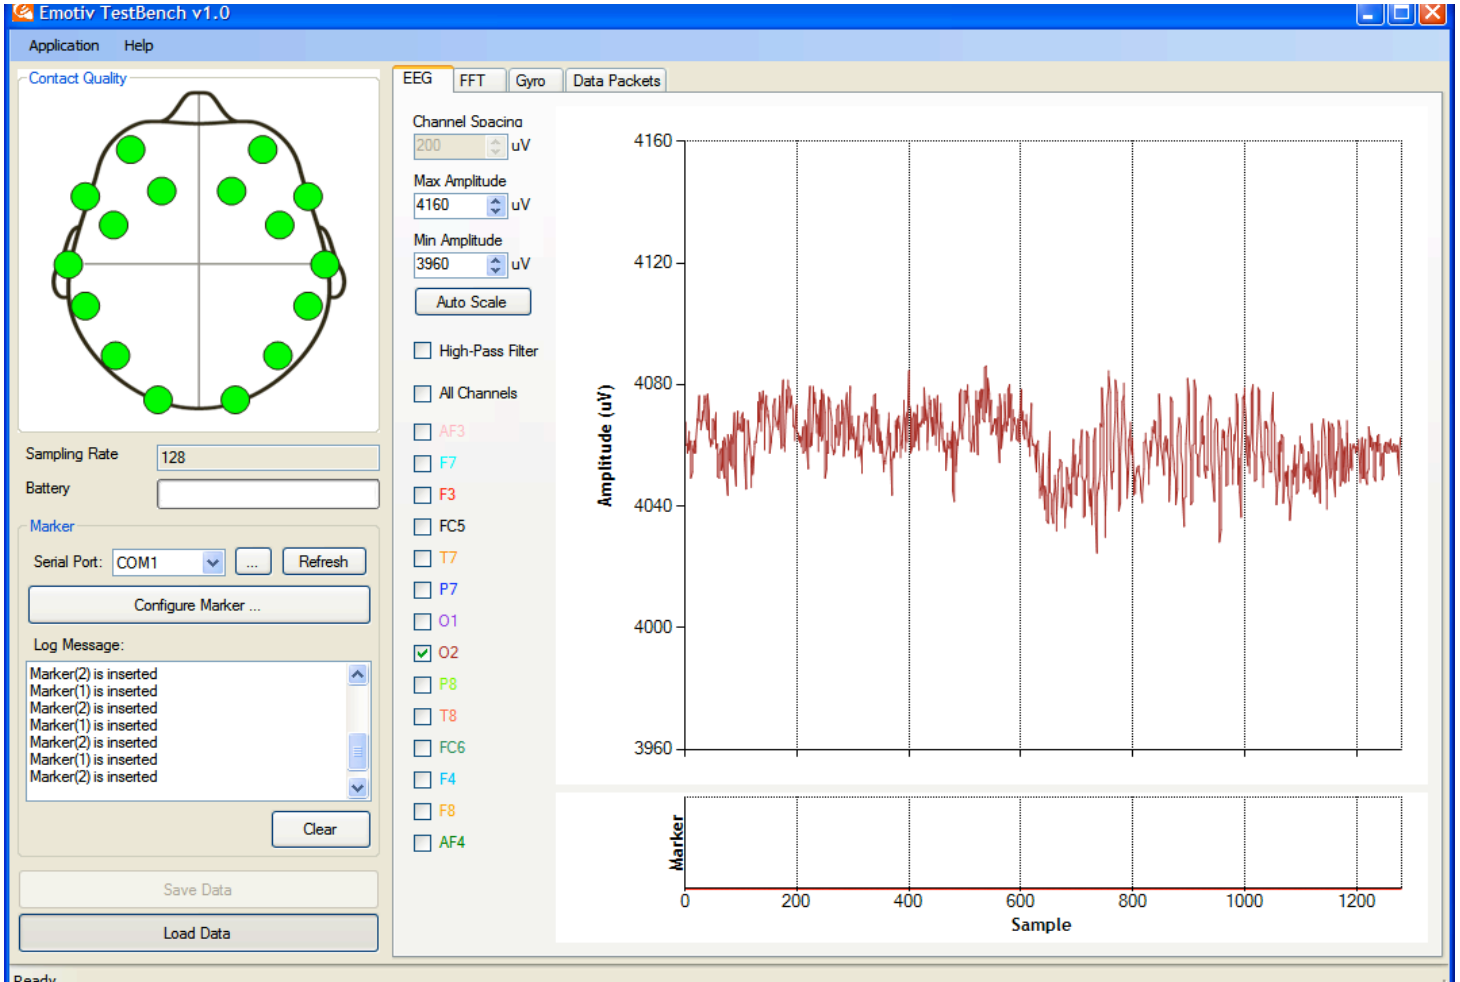 Emotiv TestBench v1.0
Application Help
Contact Quality
Sampling Rate 128
Battery
Marker
Serial Port: COM1 ... Refresh
Configure Marker ...
Log Message:
Marker(2) is inserted
Marker(1) is inserted
Marker(2) is inserted
Marker(1) is inserted
Marker(2) is inserted
Marker(1) is inserted
Marker(2) is inserted
Clear
Save Data
Load Data
EEG FFT Gyro Data Packets
Channel Spacing
200 uV
Max Amplitude
4160 uV
Min Amplitude
3960 uV
Auto Scale
High-Pass Filter
All Channels
AF3
F7
F3
FC5
T7
P7
O1
O2
P8
T8
FC6
F4
F8
AF4
Amplitude (uV)
4160
4120
4080
4040
4000
3960
Marker
0 200 400 600 800 1000 1200
Sample
Ready